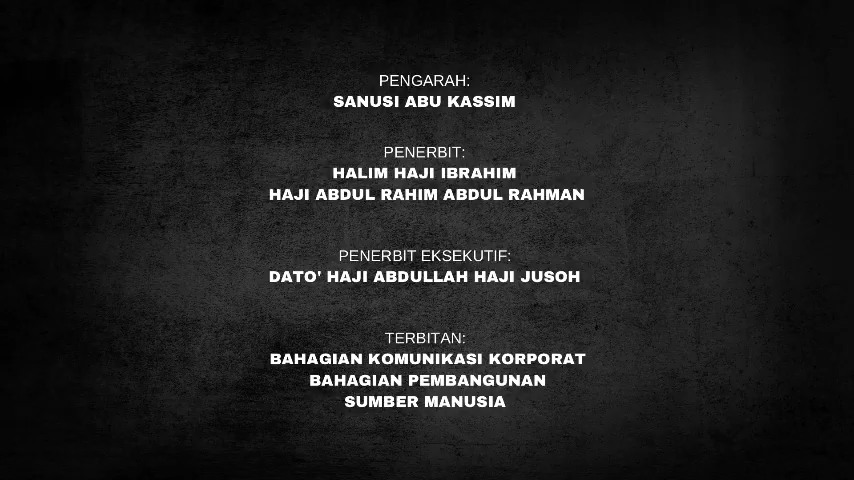 PENGARAH:
SANUSI ABU KASSIM
PENERBIT:
HALIM HAJI IBRAHIM
HAJI ABDUL RAHIM ABDUL RAHMAN
PENERBIT EKSEKUTIF:
DATO' HAJI ABDULLAH HAJI JUSOH
TERBITAN:
BAHAGIAN KOMUNIKASI KORPORAT
BAHAGIAN PEMBANGUNAN
SUMBER MANUSIA